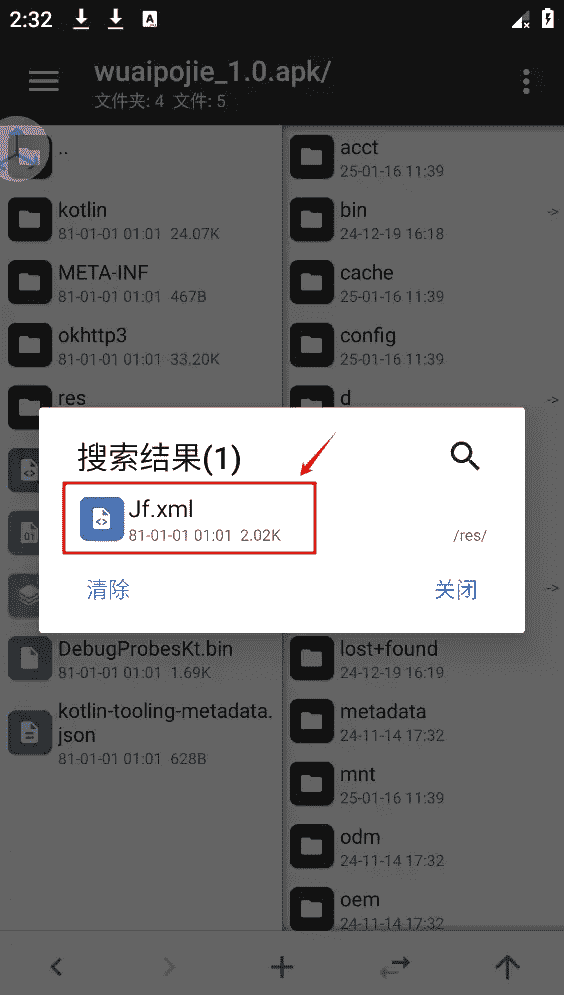 2:32
A
wuaipojie_1.0.apk/
文件夹: 4 文件: 5
..
kotlin
81-01-01 01:01 24.07K
META-INF
81-01-01 01:01 467B
okhttp3
81-01-01 01:01 33.20K
res
acct
25-01-16 11:39
bin
24-12-19 16:18
->
cache
25-01-16 11:39
config
25-01-16 11:39
d
->
搜索结果(1)
Jf.xml
81-01-01 01:01 2.02K
/res/
清除
关闭
->
DebugProbesKt.bin
81-01-01 01:01 1.69K
kotlin-tooling-metadata.
json
81-01-01 01:01 628B
lost+found
24-12-19 16:19
metadata
24-11-14 17:32
mnt
25-01-16 11:39
odm
24-11-14 17:32
oem
24-11-14 17:32